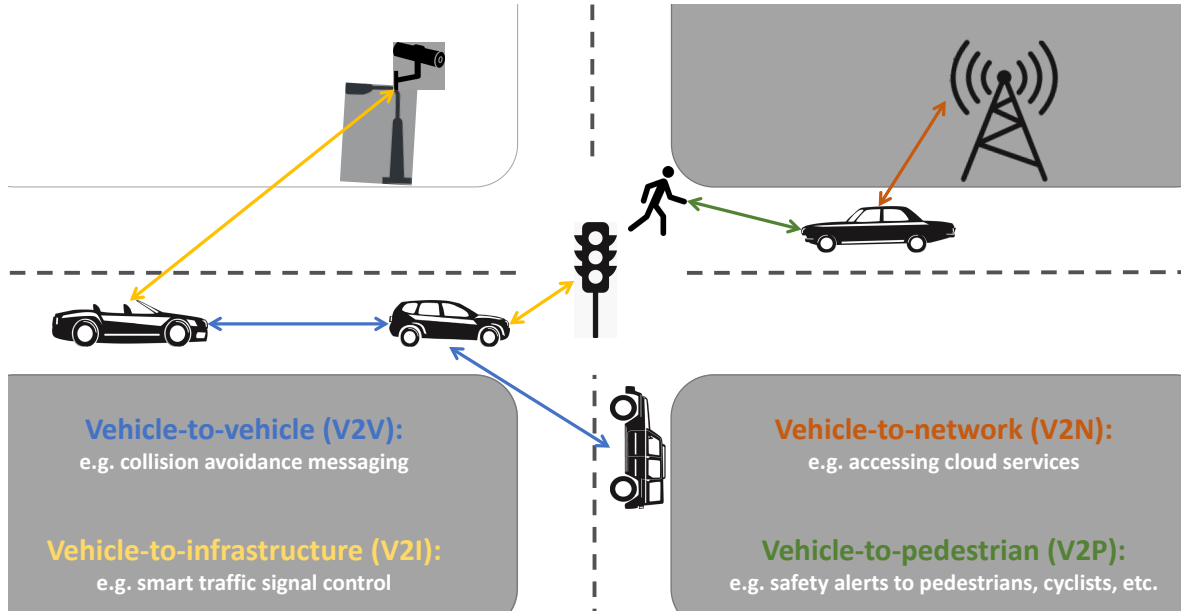 Vehicle-to-vehicle (V2V):
e.g. collision avoidance messaging
Vehicle-to-infrastructure (V2I):
e.g. smart traffic signal control
Vehicle-to-network (V2N):
e.g. accessing cloud services
Vehicle-to-pedestrian (V2P):
e.g. safety alerts to pedestrians, cyclists, etc.